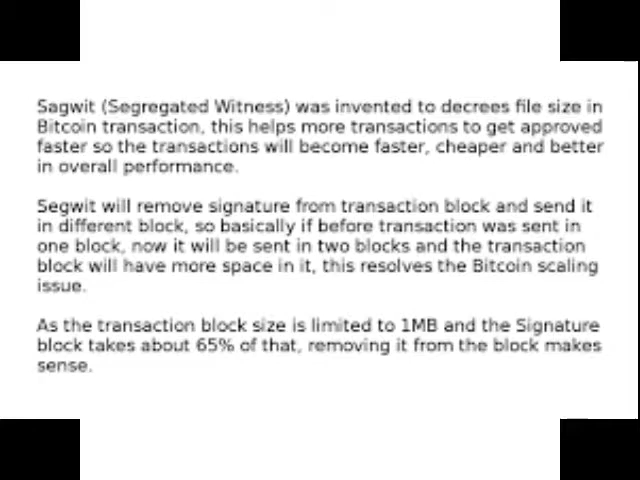 Sagwit (Segregated Witness) was invented to decrees file size in
Bitcoin transaction, this helps more transactions to get approved
faster so the transactions will become faster, cheaper and better
in overall performance.
Segwit will remove signature from transaction block and send it
in different block, so basically if before transaction was sent in
one block, now it will be sent in two blocks and the transaction
block will have more space in it, this resolves the Bitcoin scaling
issue.
As the transaction block size is limited to 1MB and the Signature
block takes about 65% of that, removing it from the block makes
sense.